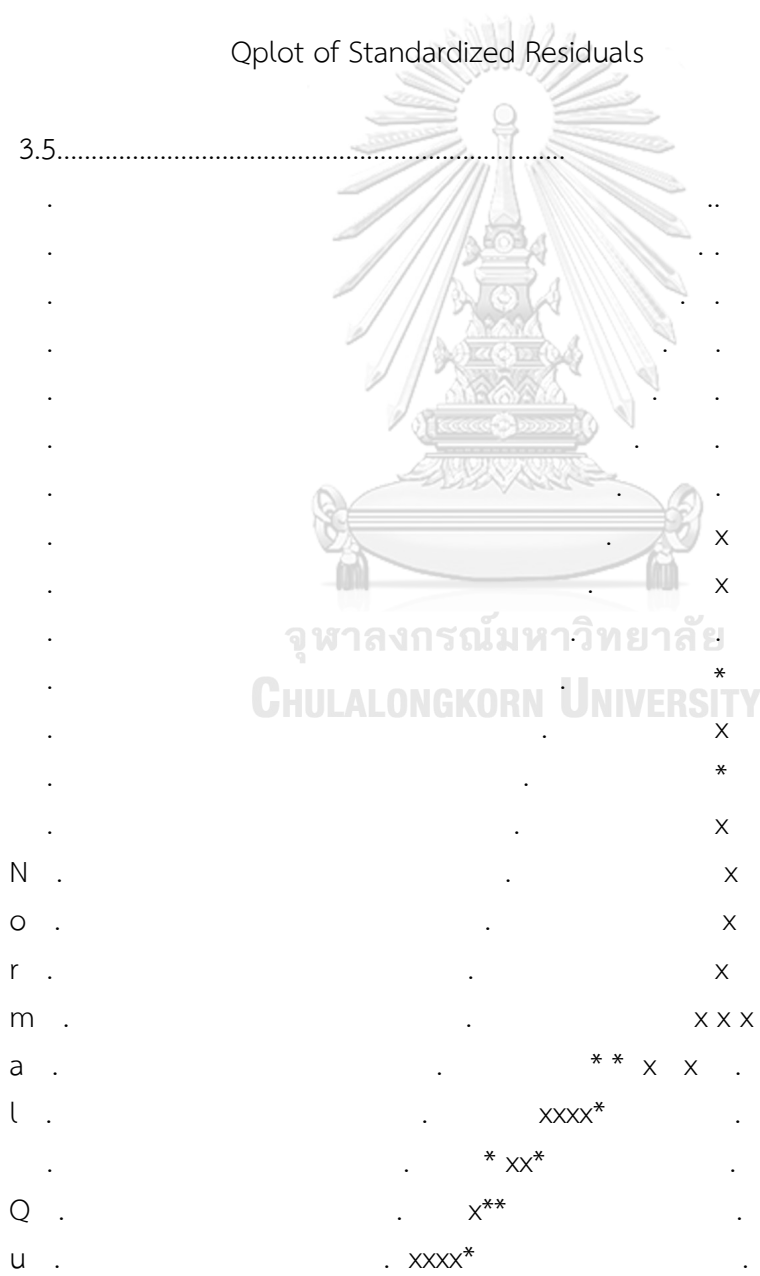 Qplot of Standardized Residuals
3.5..........................................................................
. ..
. . .
. . .
. . .
. . .
. . .
. . .
. . x
. . x
. . .
จุฬาลงกรณ์มหาวิทยาลัย
. . *
CHULALONGKORN UNIVERSITY
. . x
. . *
. . x
N . . x
o . . x
r . . x
m . . x x x
a . . * * x x .
l . . xxxx* .
. . * xx* .
Q . . x** .
u . . xxxx* .